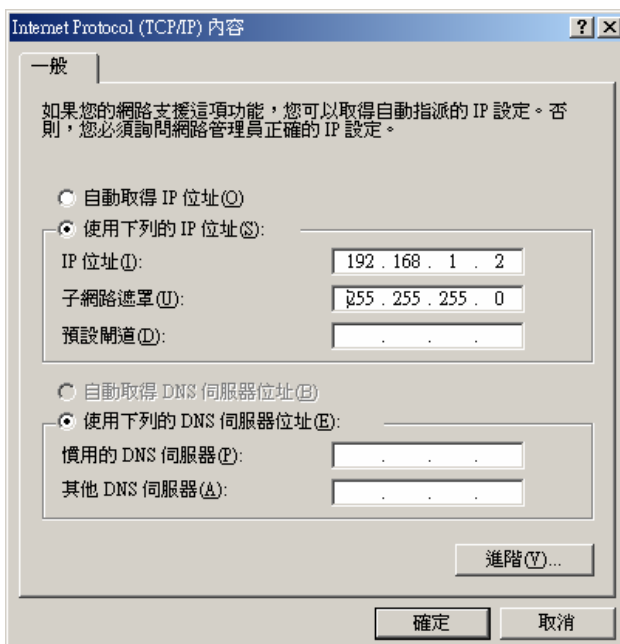 Internet Protocol (TCP/IP) 內容
一般
如果您的網路支援這項功能，您可以取得自動指派的 IP 設定。否
則，您必須詢問網路管理員正確的 IP 設定。
自動取得 IP 位址(O)
使用下列的 IP 位址(S):
IP 位址(I): 192 . 168 . 1 . 2
子網路遮罩(U): 255 . 255 . 255 . 0
預設閘道(D): . . .
自動取得 DNS 伺服器位址(B)
使用下列的 DNS 伺服器位址(E):
慣用的 DNS 伺服器(P): . . .
其他 DNS 伺服器(A): . . .
進階(V)...
確定 取消